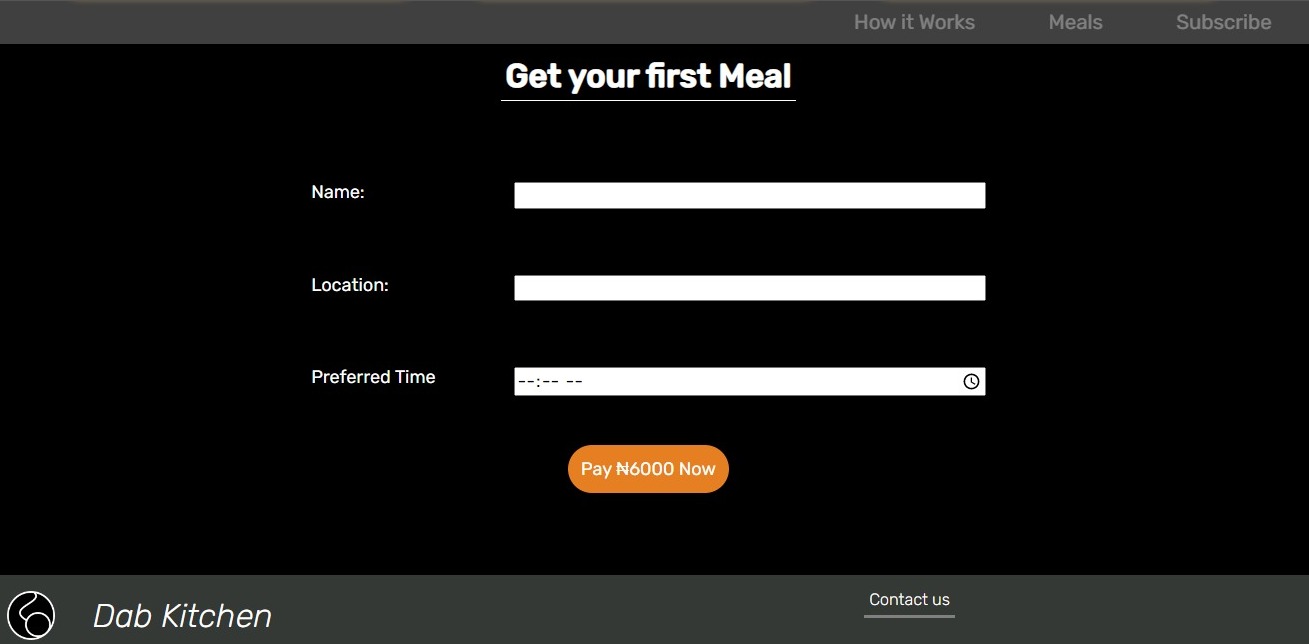 How it Works Meals Subscribe
Get your first Meal
Name:
Location:
Preferred Time --:-- --
Pay ₦6000 Now
Contact us
Dab Kitchen